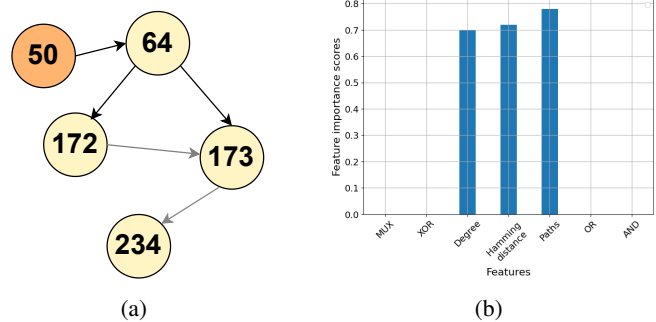 50
64
172
173
234
(a)
Feature importance scores
0.8
0.7
0.6
0.5
0.4
0.3
0.2
0.1
0.0
MUX
XOR
Degree
Hamming
distance
Paths
OR
AND
Features
(b)